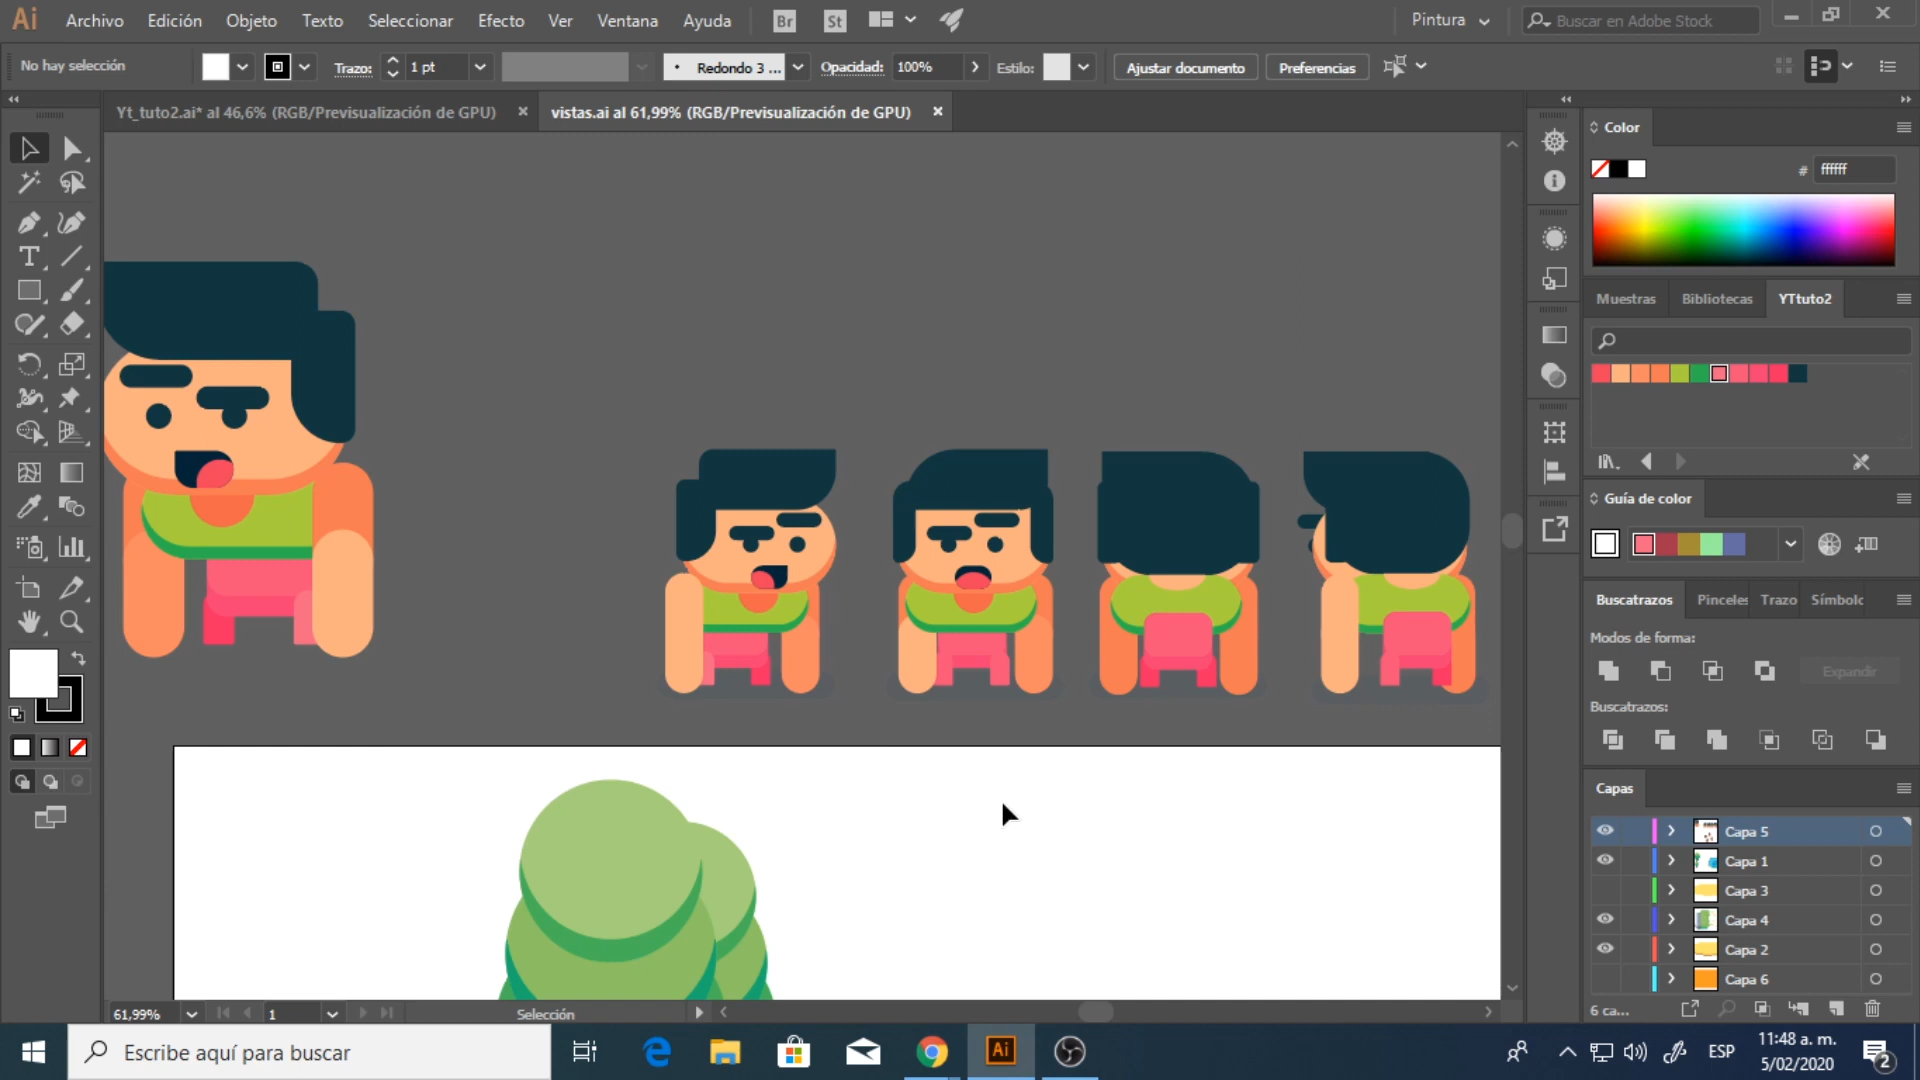 Ai Archivo Edición Objeto Texto Seleccionar Efecto Ver Ventana Ayuda Br St Pintura Buscar en Adobe Stock
No hay selección Trazo: 1 pt Redondo 3 ... Opacidad: 100% Estilo: Ajustar documento Preferencias
Yt_tuto2.ai* al 46,6% (RGB/Previsualización de GPU) vistas.ai al 61,99% (RGB/Previsualización de GPU)
Color
# ffffff
Muestras Bibliotecas YTtuto2
Guía de color
Buscatrazos Pinceles Trazo Símbolc
Modos de forma:
Expandir
Buscatrazos:
Capas
Capa 5
Capa 1
Capa 3
Capa 4
Capa 2
Capa 6
6 ca...
61,99% 1 Selección
Escribe aquí para buscar Ai ESP 11:48 a. m.
5/02/2020 2